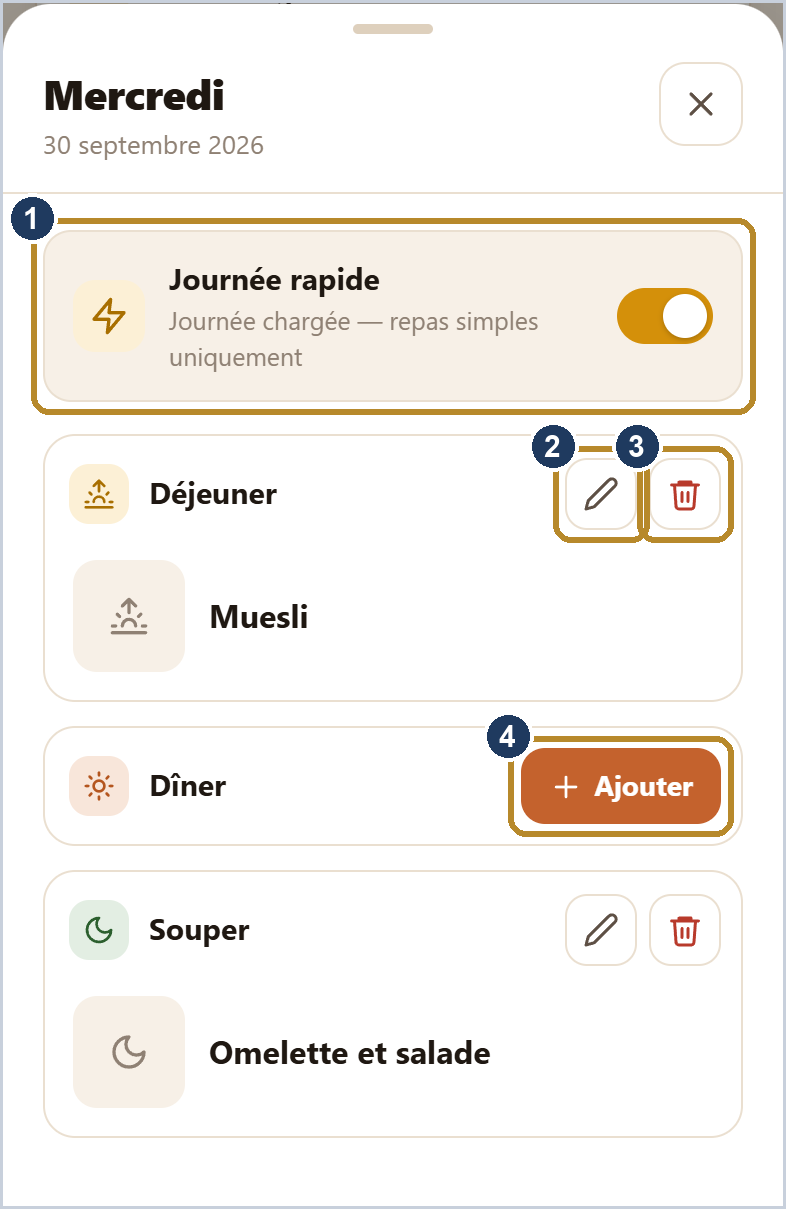 Mercredi
30 septembre 2026
1
Journée rapide
Journée chargée — repas simples
uniquement
2
3
Déjeuner
Muesli
4
Dîner
Ajouter
Souper
Omelette et salade